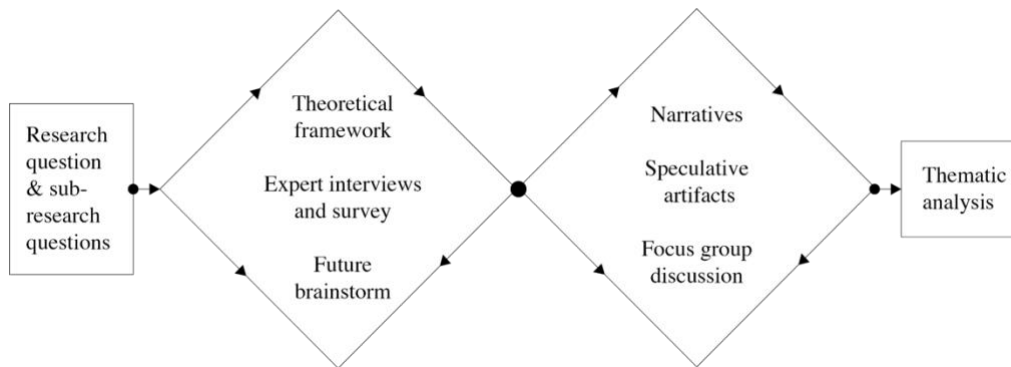 Research
question
& sub-
research
questions
Theoretical
framework
Expert interviews
and survey
Future
brainstorm
Narratives
Speculative
artifacts
Focus group
discussion
Thematic
analysis